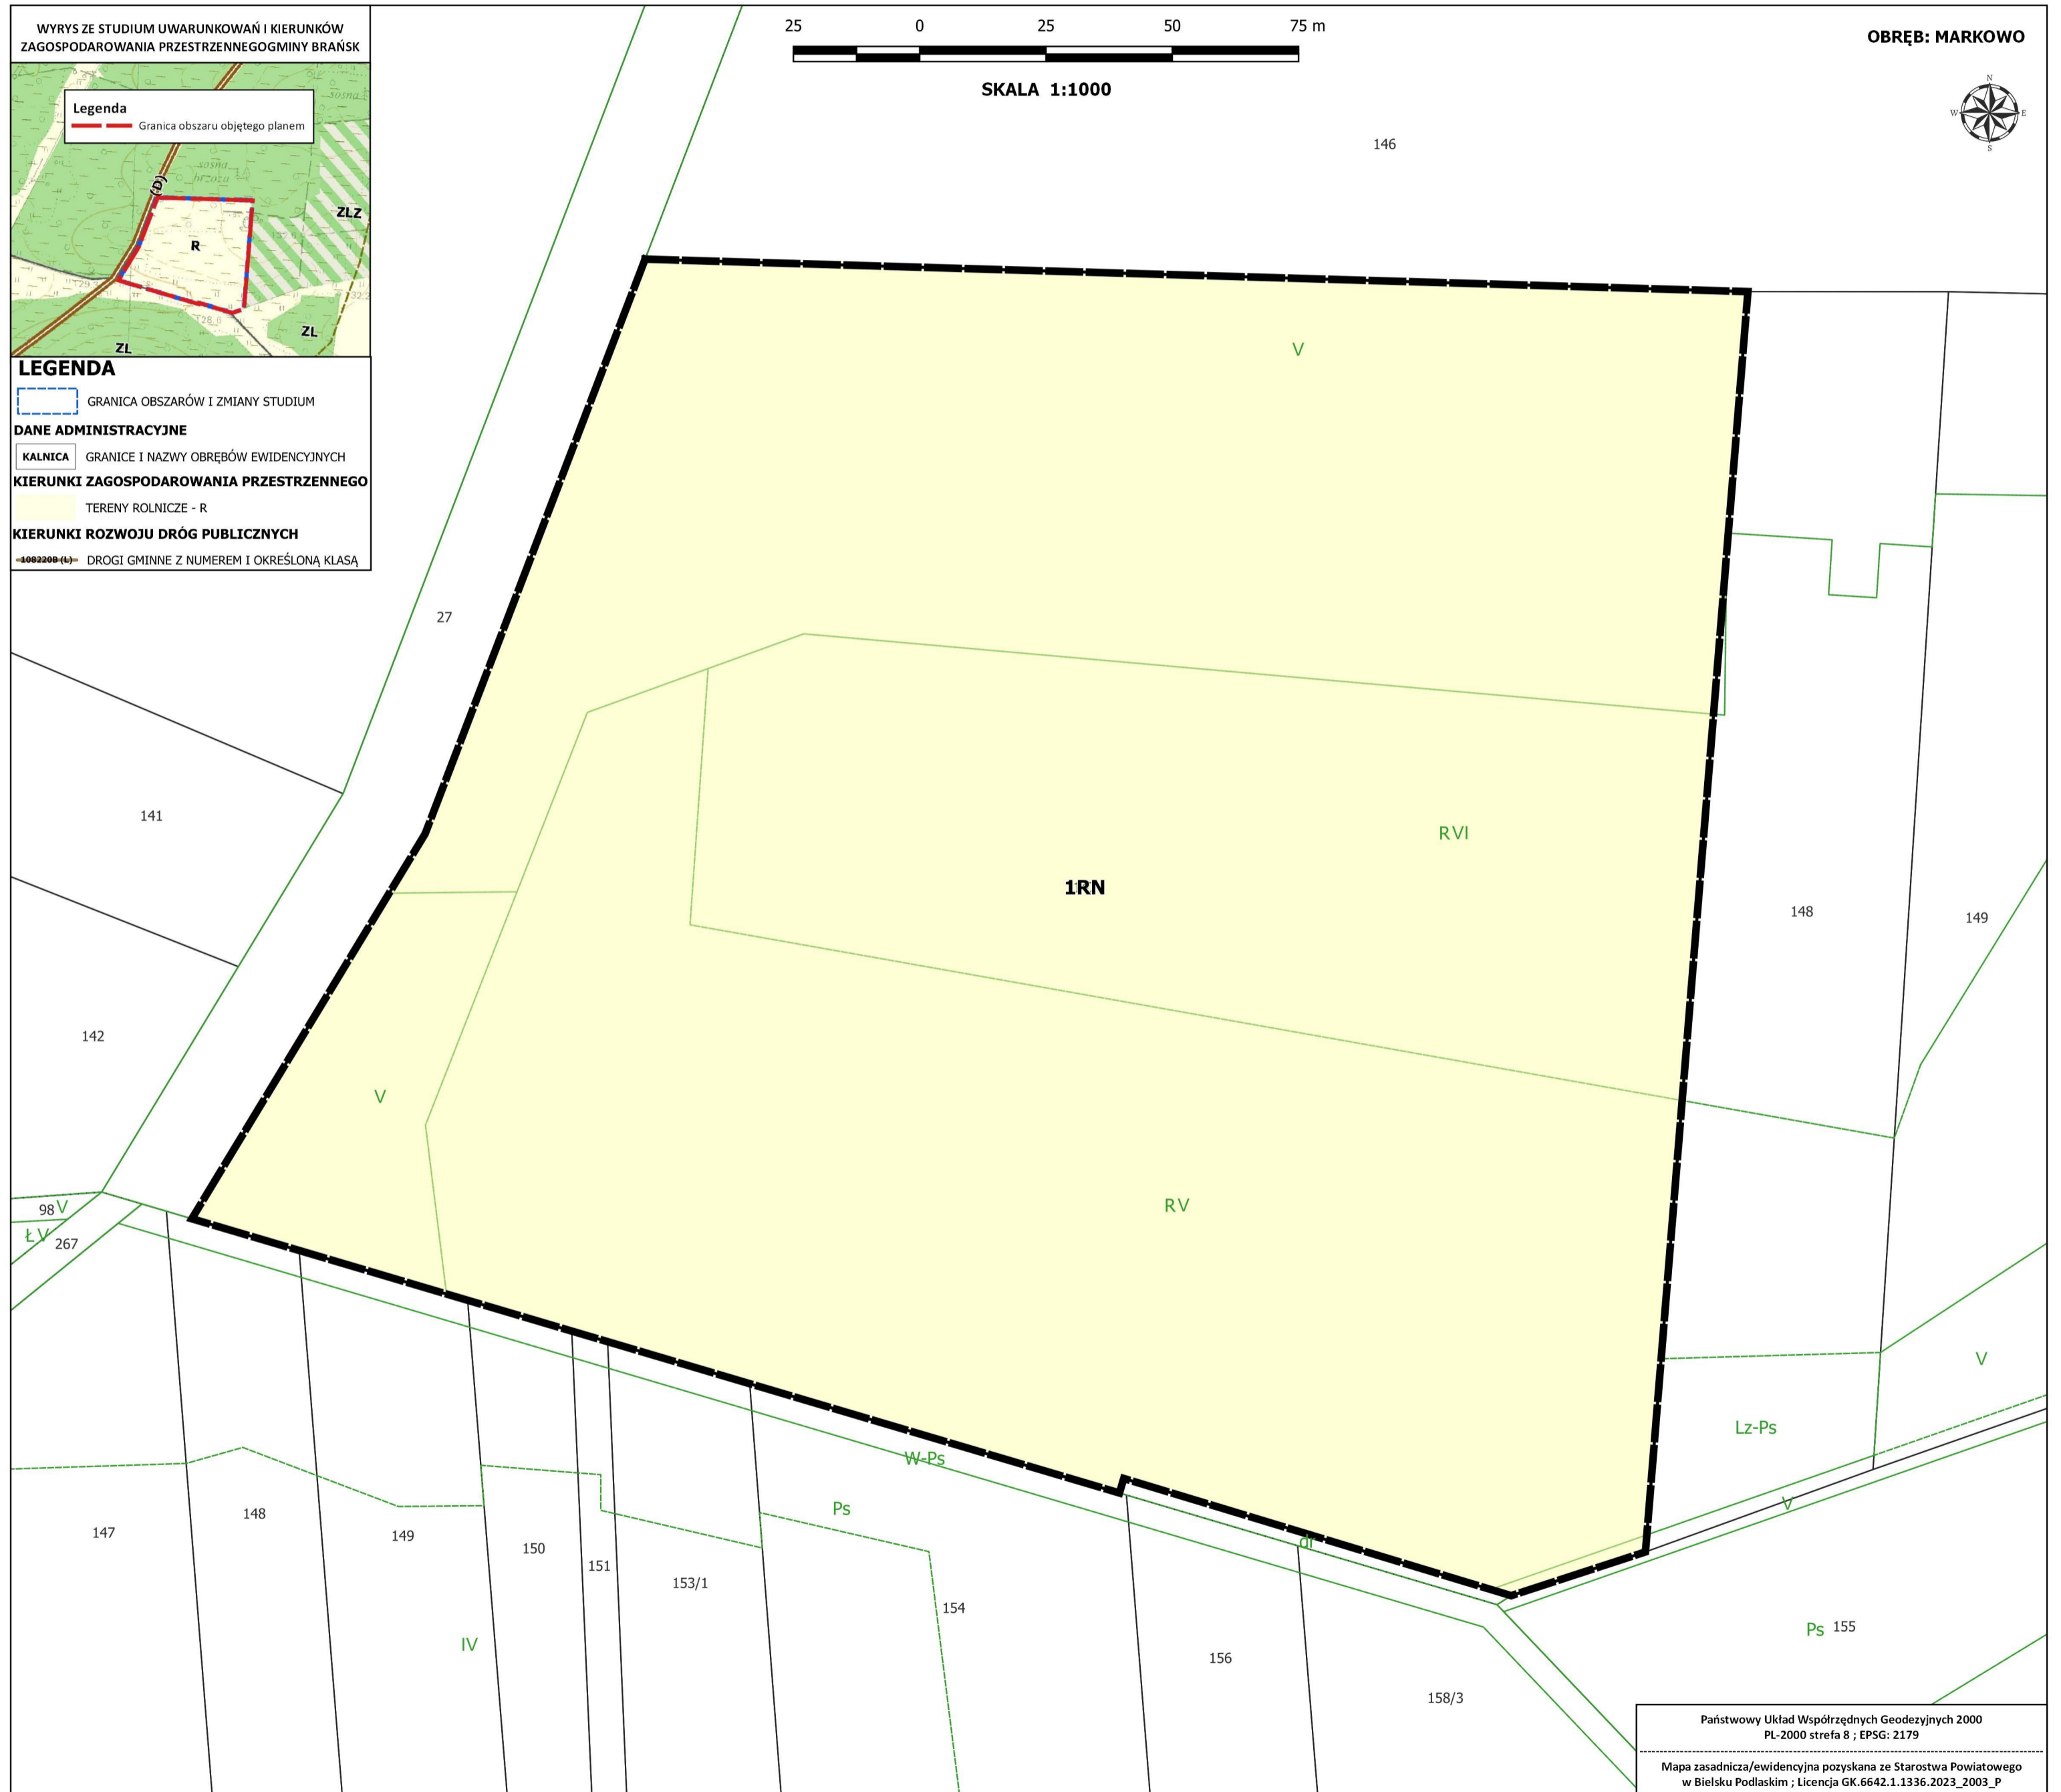 WYRYS ZE STUDIUM UWARUNKOWAŃ I KIERUNKÓW
ZAGOSPODAROWANIA PRZESTRZENNEGOGMINY BRAŃSK
Legenda
Granica obszaru objętego planem
sosna
sosna
brzoza
(D)
ZLZ
R
128.6
ZL
ZL
LEGENDA
GRANICA OBSZARÓW I ZMIANY STUDIUM
DANE ADMINISTRACYJNE
KALNICA GRANICE I NAZWY OBRĘBÓW EWIDENCYJNYCH
KIERUNKI ZAGOSPODAROWANIA PRZESTRZENNEGO
TERENY ROLNICZE - R
KIERUNKI ROZWOJU DRÓG PUBLICZNYCH
108220B (L) DROGI GMINNE Z NUMEREM I OKREŚLONĄ KLASĄ
25 0 25 50 75 m
SKALA 1:1000
OBRĘB: MARKOWO
N
W E
S
146
V
27
141
RVI
1RN
148
149
142
V
RV
98 V
ŁV
267
V
Lz-Ps
W-Ps
V
Ps
dr
147
148
149
150
151
153/1
154
156
158/3
IV
Ps 155
Państwowy Układ Współrzędnych Geodezyjnych 2000
PL-2000 strefa 8 ; EPSG: 2179
Mapa zasadnicza/ewidencyjna pozyskana ze Starostwa Powiatowego
w Bielsku Podlaskim ; Licencja GK.6642.1.1336.2023_2003_P